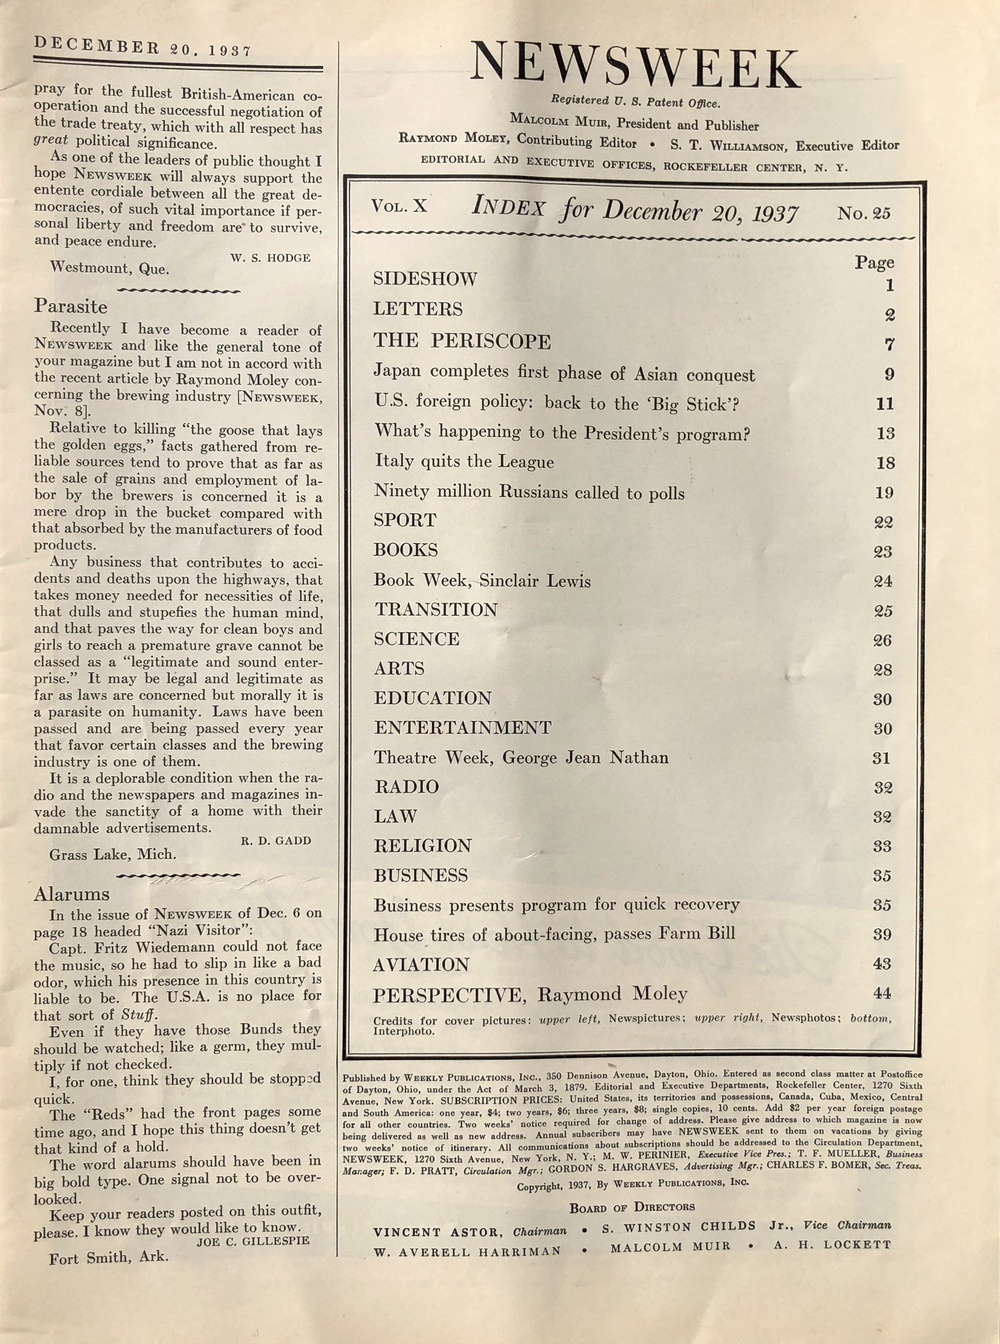 DECEMBER 20, 1937
pray for the fullest British-American co-
operation and the successful negotiation of
the trade treaty, which with all respect has
great political significance.
As one of the leaders of public thought I
hope NEWSWEEK will always support the
entente cordiale between all the great de-
mocracies, of such vital importance if per-
sonal liberty and freedom are to survive,
and peace endure.
W. S. HODGE
Westmount, Que.
Parasite
Recently I have become a reader of
NEWSWEEK and like the general tone of
your magazine but I am not in accord with
the recent article by Raymond Moley con-
cerning the brewing industry [NEWSWEEK,
Nov. 8].
Relative to killing “the goose that lays
the golden eggs,” facts gathered from re-
liable sources tend to prove that as far as
the sale of grains and employment of la-
bor by the brewers is concerned it is a
mere drop in the bucket compared with
that absorbed by the manufacturers of food
products.
Any business that contributes to acci-
dents and deaths upon the highways, that
takes money needed for necessities of life,
that dulls and stupefies the human mind,
and that paves the way for clean boys and
girls to reach a premature grave cannot be
classed as a “legitimate and sound enter-
prise.” It may be legal and legitimate as
far as laws are concerned but morally it is
a parasite on humanity. Laws have been
passed and are being passed every year
that favor certain classes and the brewing
industry is one of them.
It is a deplorable condition when the ra-
dio and the newspapers and magazines in-
vade the sanctity of a home with their
damnable advertisements.
R. D. GADD
Grass Lake, Mich.
Alarums
In the issue of NEWSWEEK of Dec. 6 on
page 18 headed “Nazi Visitor”:
Capt. Fritz Wiedemann could not face
the music, so he had to slip in like a bad
odor, which his presence in this country is
liable to be. The U.S.A. is no place for
that sort of Stuff.
Even if they have those Bunds they
should be watched; like a germ, they mul-
tiply if not checked.
I, for one, think they should be stopped
quick.
The “Reds” had the front pages some
time ago, and I hope this thing doesn't get
that kind of a hold.
The word alarums should have been in
big bold type. One signal not to be over-
looked.
Keep your readers posted on this outfit,
please. I know they would like to know.
JOE C. GILLESPIE
Fort Smith, Ark.
NEWSWEEK
Registered U. S. Patent Office.
MALCOLM MUIR, President and Publisher
RAYMOND MOLEY, Contributing Editor • S. T. WILLIAMSON, Executive Editor
EDITORIAL AND EXECUTIVE OFFICES, ROCKEFELLER CENTER, N. Y.
VOL. X INDEX for December 20, 1937 No. 25
Page
SIDESHOW 1
LETTERS 2
THE PERISCOPE 7
Japan completes first phase of Asian conquest 9
U.S. foreign policy: back to the ‘Big Stick’? 11
What's happening to the President's program? 13
Italy quits the League 18
Ninety million Russians called to polls 19
SPORT 22
BOOKS 23
Book Week, Sinclair Lewis 24
TRANSITION 25
SCIENCE 26
ARTS 28
EDUCATION 30
ENTERTAINMENT 30
Theatre Week, George Jean Nathan 31
RADIO 32
LAW 32
RELIGION 33
BUSINESS 35
Business presents program for quick recovery 35
House tires of about-facing, passes Farm Bill 39
AVIATION 43
PERSPECTIVE, Raymond Moley 44
Credits for cover pictures: upper left, Newspictures; upper right, Newsphotos; bottom,
Interphoto.
Published by WEEKLY PUBLICATIONS, INC., 350 Dennison Avenue, Dayton, Ohio. Entered as second class matter at Postoffice
of Dayton, Ohio, under the Act of March 3, 1879. Editorial and Executive Departments, Rockefeller Center, 1270 Sixth
Avenue, New York. SUBSCRIPTION PRICES: United States, its territories and possessions, Canada, Cuba, Mexico, Central
and South America: one year, $4; two years, $6; three years, $8; single copies, 10 cents. Add $2 per year foreign postage
for all other countries. Two weeks' notice required for change of address. Please give address to which magazine is now
being delivered as well as new address. Annual subscribers may have NEWSWEEK sent to them on vacations by giving
two weeks' notice of itinerary. All communications about subscriptions should be addressed to the Circulation Department,
NEWSWEEK, 1270 Sixth Avenue, New York, N. Y.; M. W. PERINIER, Executive Vice Pres.; T. F. MUELLER, Business
Manager; F. D. PRATT, Circulation Mgr.; GORDON S. HARGRAVES, Advertising Mgr.; CHARLES F. BOMER, Sec. Treas.
Copyright, 1937, By WEEKLY PUBLICATIONS, INC.
BOARD OF DIRECTORS
VINCENT ASTOR, Chairman • S. WINSTON CHILDS Jr., Vice Chairman
W. AVERELL HARRIMAN • MALCOLM MUIR • A. H. LOCKETT